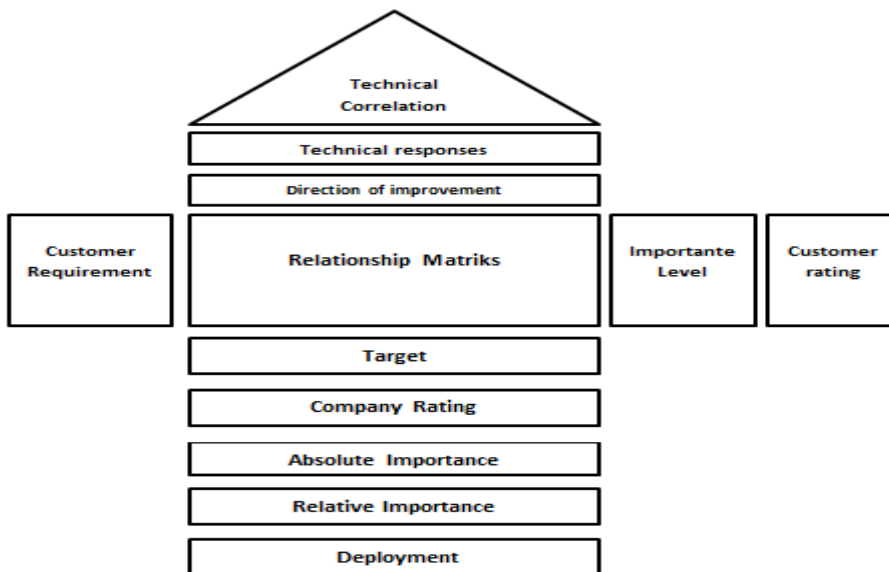 Technical
Correlation
Technical responses
Direction of improvement
Customer
Requirement
Relationship Matriks
Importante
Level
Customer
rating
Target
Company Rating
Absolute Importance
Relative Importance
Deployment